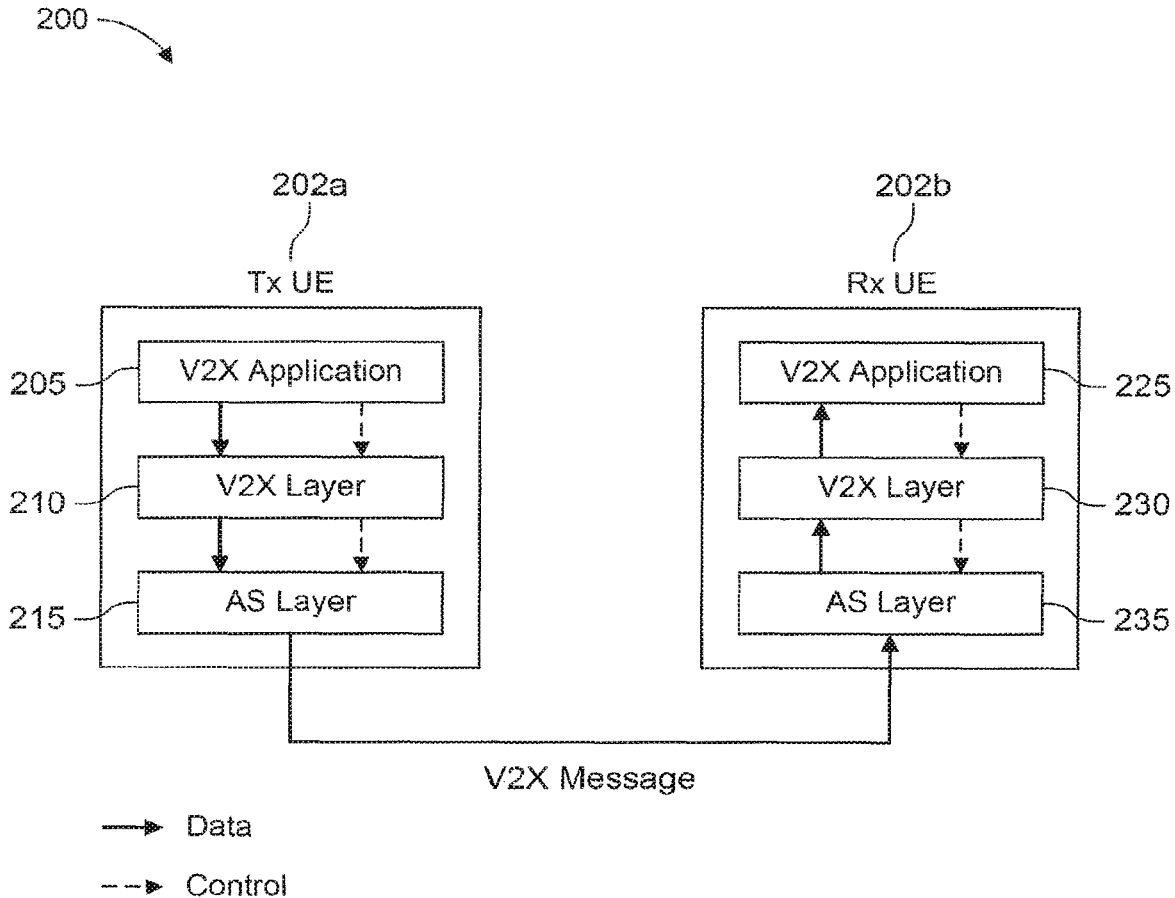 200
202a
202b
Tx UE
Rx UE
205
V2X Application
V2X Application
225
210
V2X Layer
V2X Layer
230
215
AS Layer
AS Layer
235
V2X Message
Data
Control